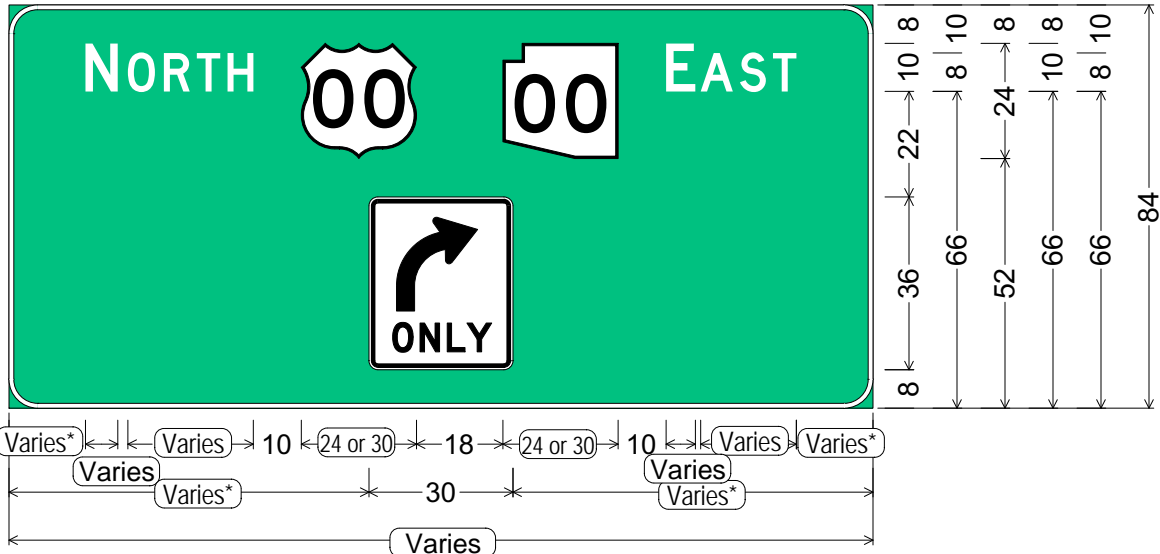 NORTH 00 00 EAST
ONLY
8 10 8 8 10
10 8 24 10 8
22 66 52 66 66 84
36
8
Varies* Varies 10 24 or 30 18 24 or 30 10 Varies Varies*
Varies Varies
Varies* 30 Varies*
Varies